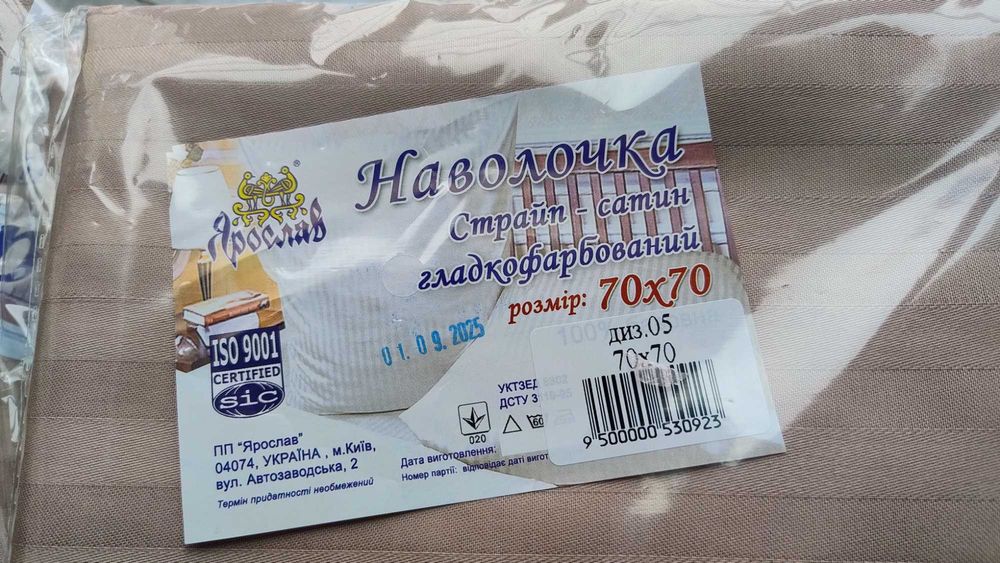 Наволочка
Страйп - сатин
гладкофарбований
розмір: 70х70
®
Ярослав
01.09.2025
диз.05
70х70
9 500000 530923
ISO 9001
CERTIFIED
SIC
УКТЗЕД
ДСТУ 3
020
60
ПП "Ярослав"
04074, УКРАЇНА , м.Київ,
вул. Автозаводська, 2
Термін придатності необмежений
Дата виготовлення:
Номер партії: відповідає даті